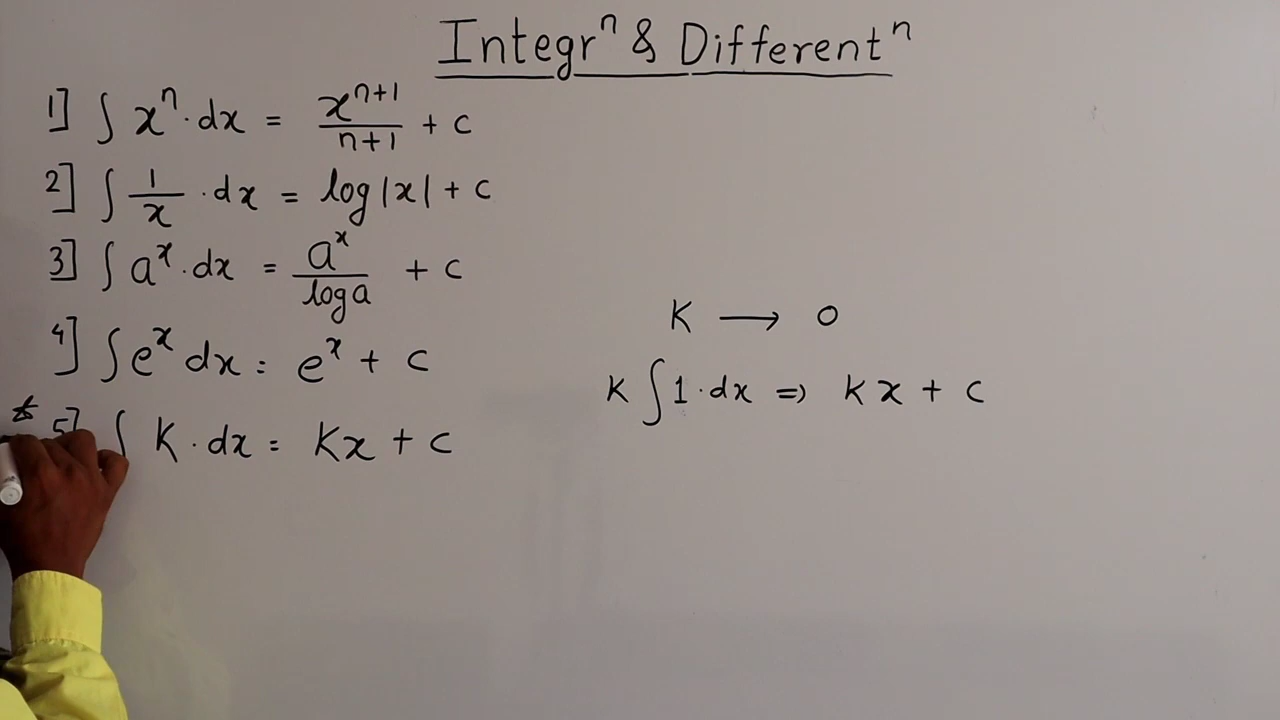 Integrⁿ & Differentⁿ
1] ∫ xⁿ · dx = xⁿ⁺¹ / n+1 + c
2] ∫ 1/x · dx = log |x| + c
3] ∫ aˣ · dx = aˣ / log a + c
4] ∫ eˣ dx = eˣ + c
5] ∫ K · dx = Kx + c
K → 0
K ∫ 1 · dx ⇒ Kx + c